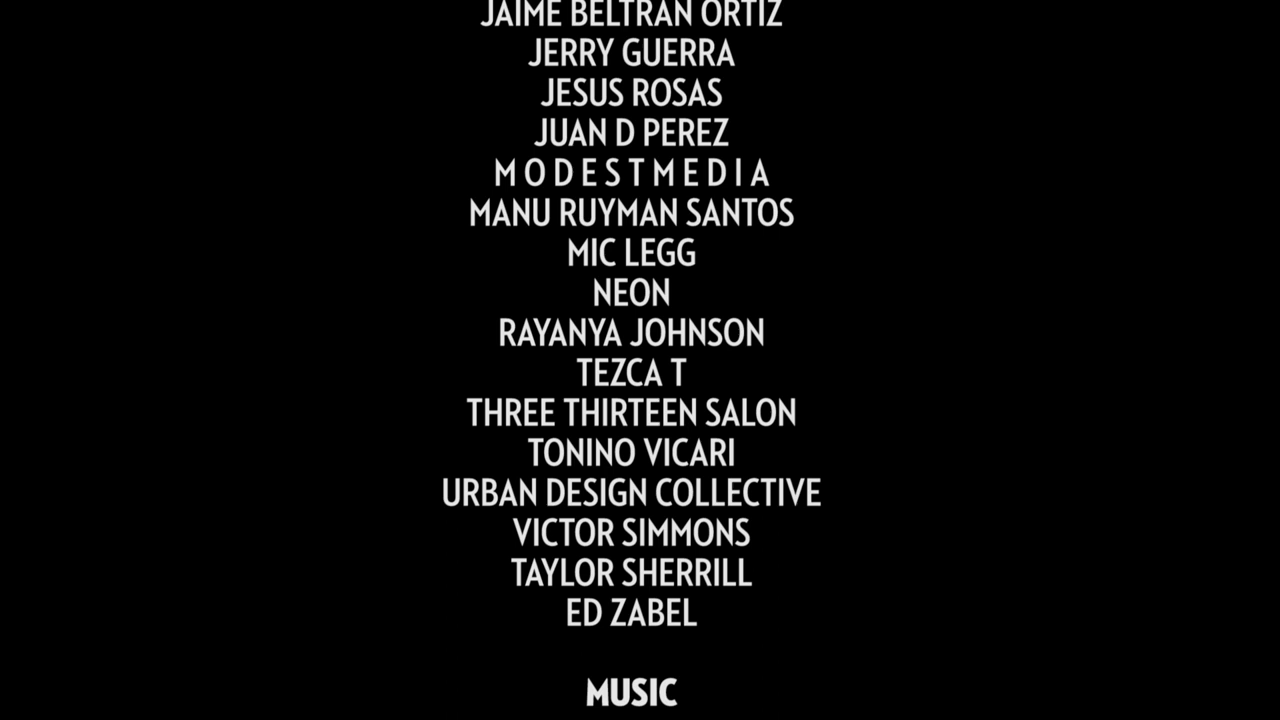 JAIME BELTRAN ORTIZ
JERRY GUERRA
JESUS ROSAS
JUAN D PEREZ
M O D E S T M E D I A
MANU RUYMAN SANTOS
MIC LEGG
NEON
RAYANYA JOHNSON
TEZCA T
THREE THIRTEEN SALON
TONINO VICARI
URBAN DESIGN COLLECTIVE
VICTOR SIMMONS
TAYLOR SHERRILL
ED ZABEL
MUSIC